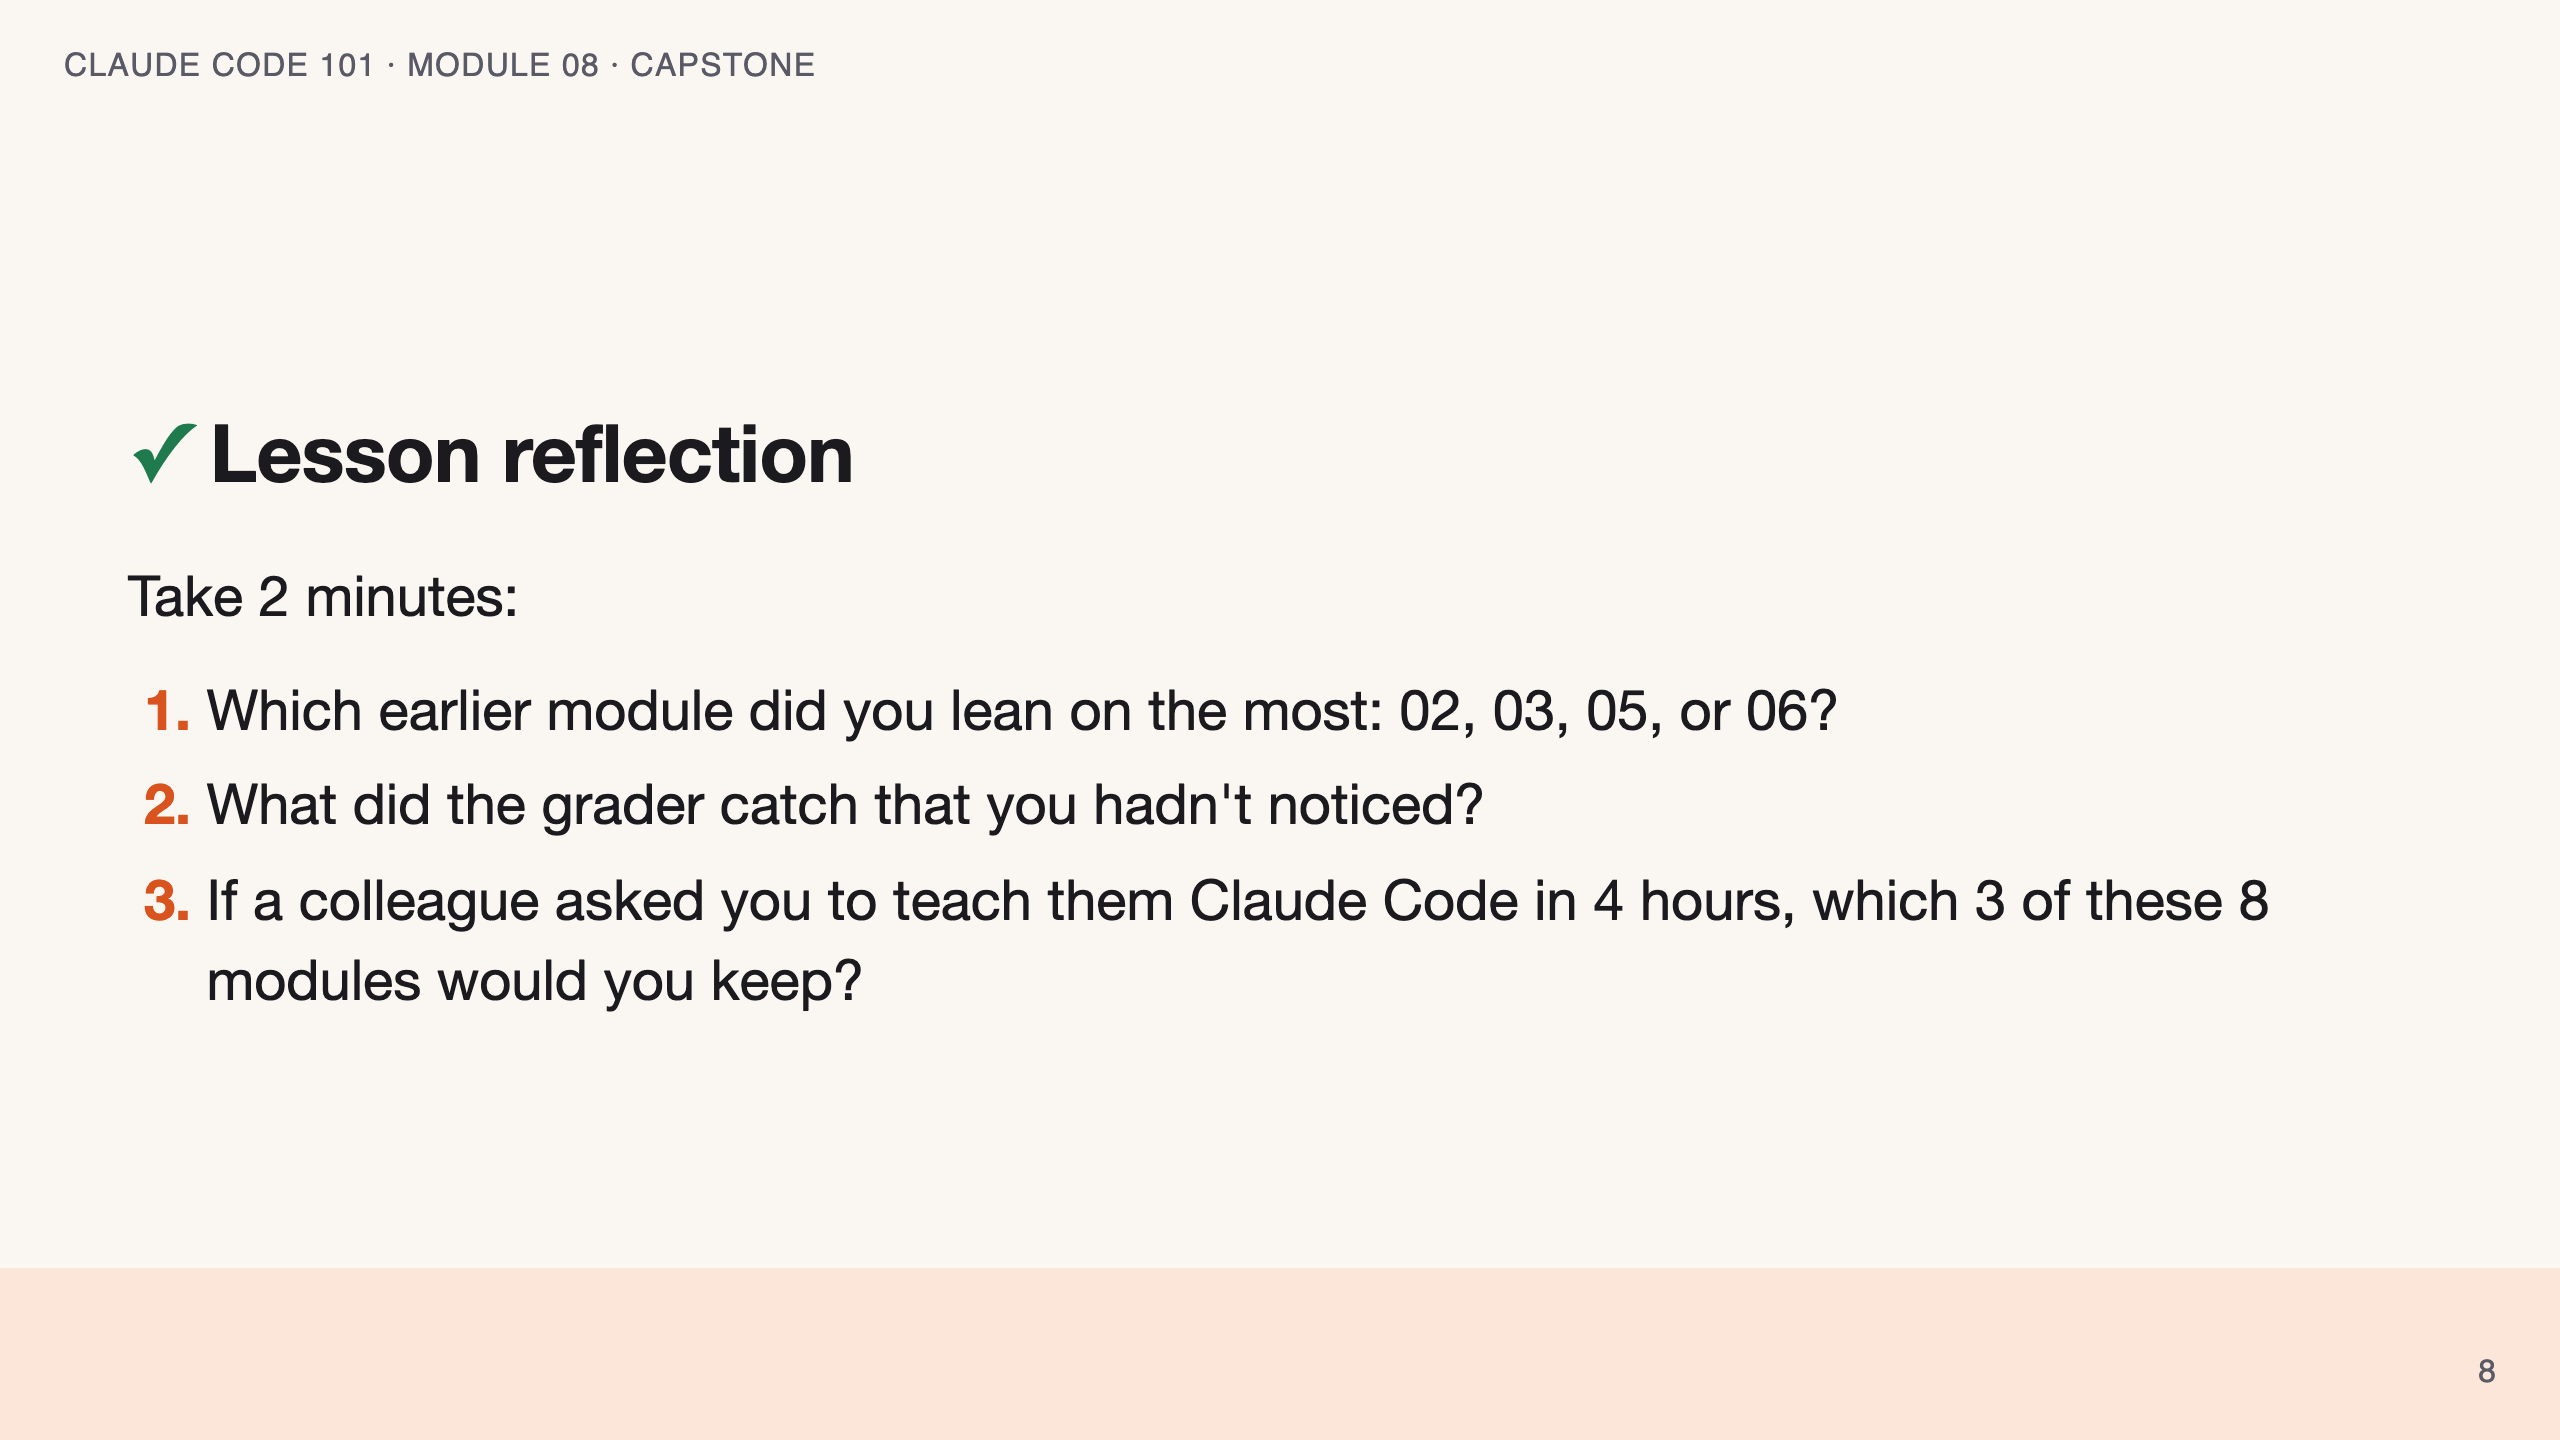 CLAUDE CODE 101 · MODULE 08 · CAPSTONE
✓ Lesson reflection
Take 2 minutes:
1. Which earlier module did you lean on the most: 02, 03, 05, or 06?
2. What did the grader catch that you hadn't noticed?
3. If a colleague asked you to teach them Claude Code in 4 hours, which 3 of these 8
modules would you keep?
8